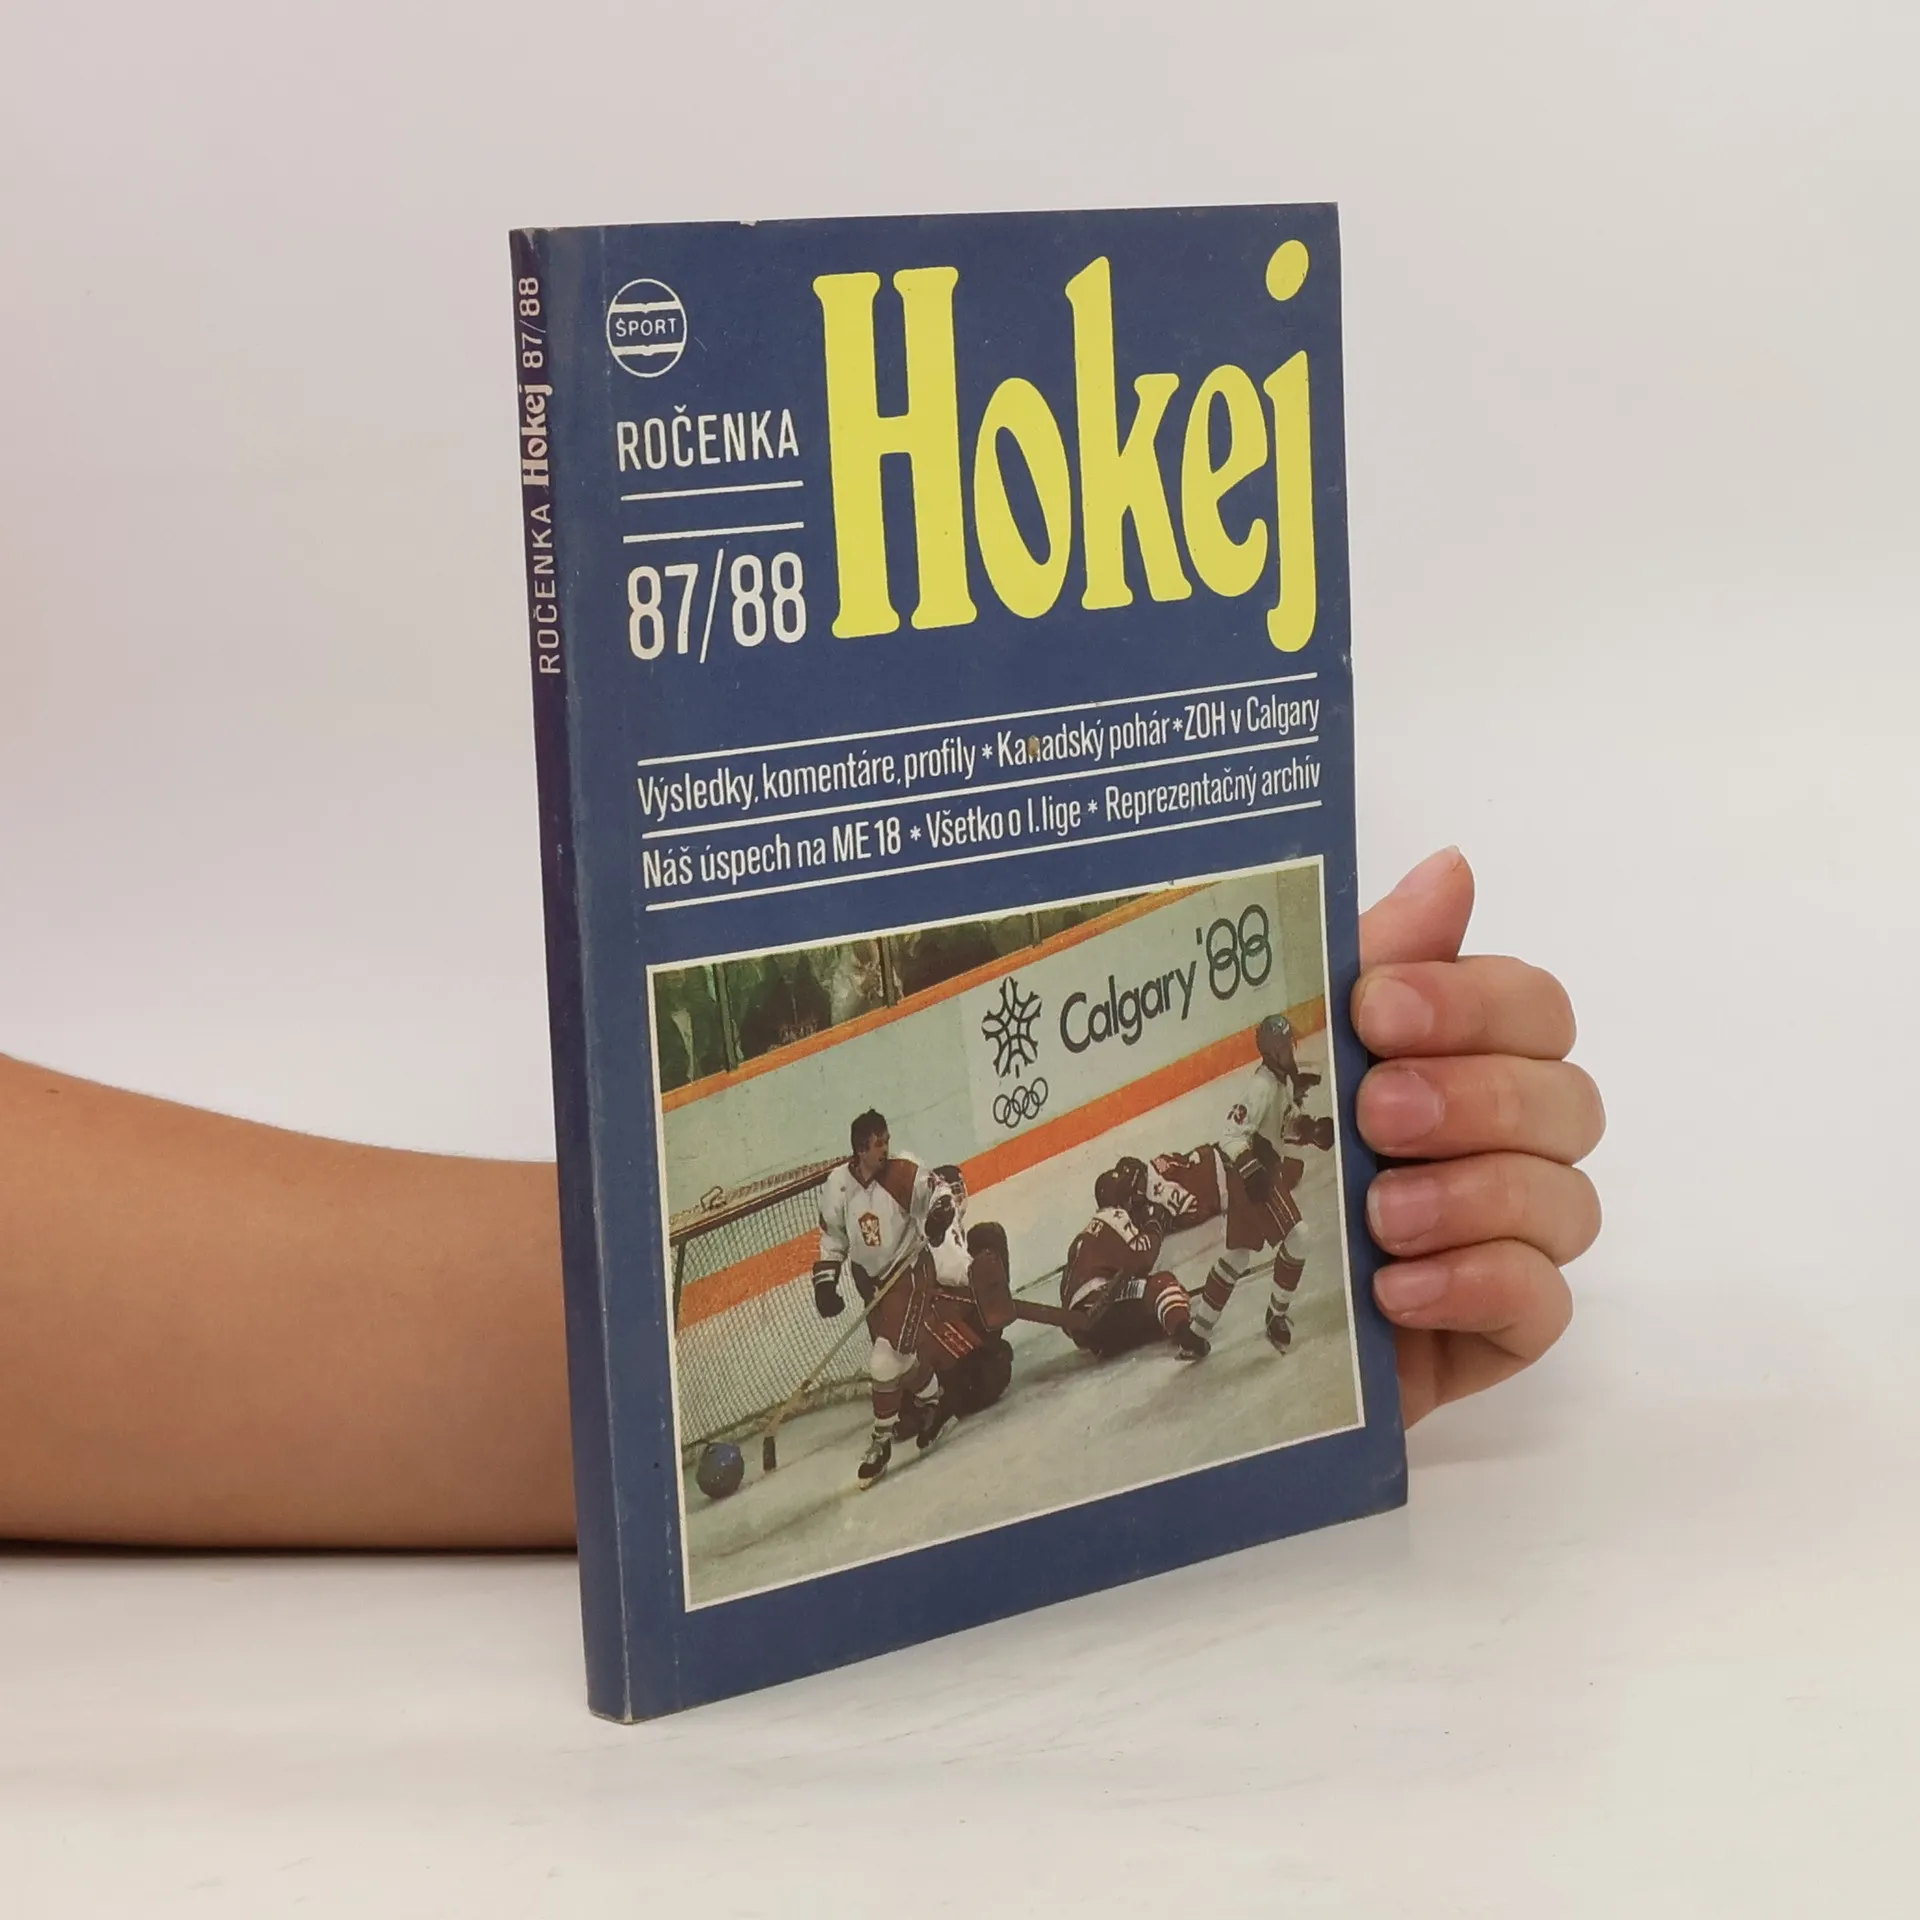 ROČENKA Hokej 87/88
ŠPORT
ROČENKA
87/88
Hokej
Výsledky, komentáre, profily * Kanadský pohár * ZOH v Calgary
Náš úspech na ME 18 * Všetko o I. lige * Reprezentačný archív
Calgary '88
12